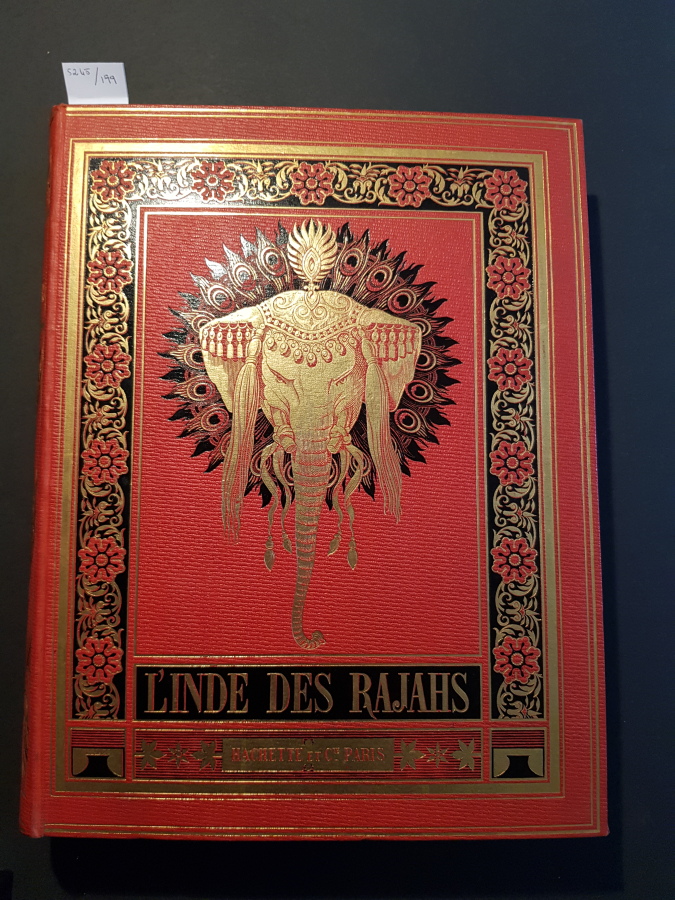 5265/199
L'INDE DES RAJAHS
HACHETTE ET Cie PARIS